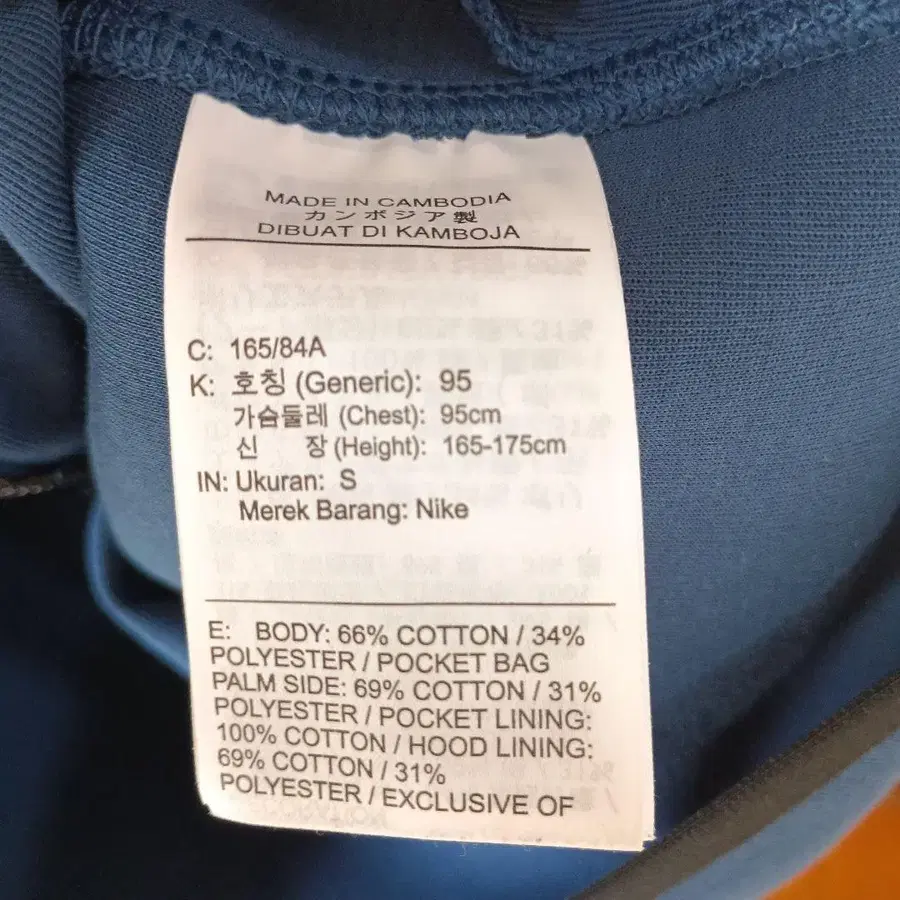 MADE IN CAMBODIA
カンボジア製
DIBUAT DI KAMBOJA
C: 165/84A
K: 호칭 (Generic): 95
가슴둘레 (Chest): 95cm
신 장 (Height): 165-175cm
IN: Ukuran: S
Merek Barang: Nike
E: BODY: 66% COTTON / 34%
POLYESTER / POCKET BAG
PALM SIDE: 69% COTTON / 31%
POLYESTER / POCKET LINING:
100% COTTON / HOOD LINING:
69% COTTON / 31%
POLYESTER / EXCLUSIVE OF